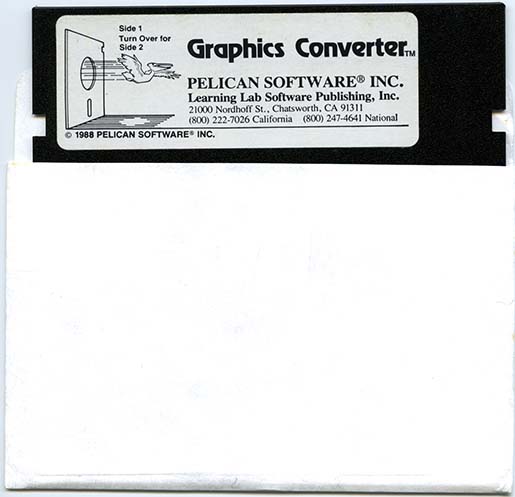 Side 1
Turn Over for
Side 2
Graphics Converter™
PELICAN SOFTWARE® INC.
Learning Lab Software Publishing, Inc.
21000 Nordhoff St., Chatsworth, CA 91311
(800) 222-7026 California (800) 247-4641 National
© 1988 PELICAN SOFTWARE® INC.